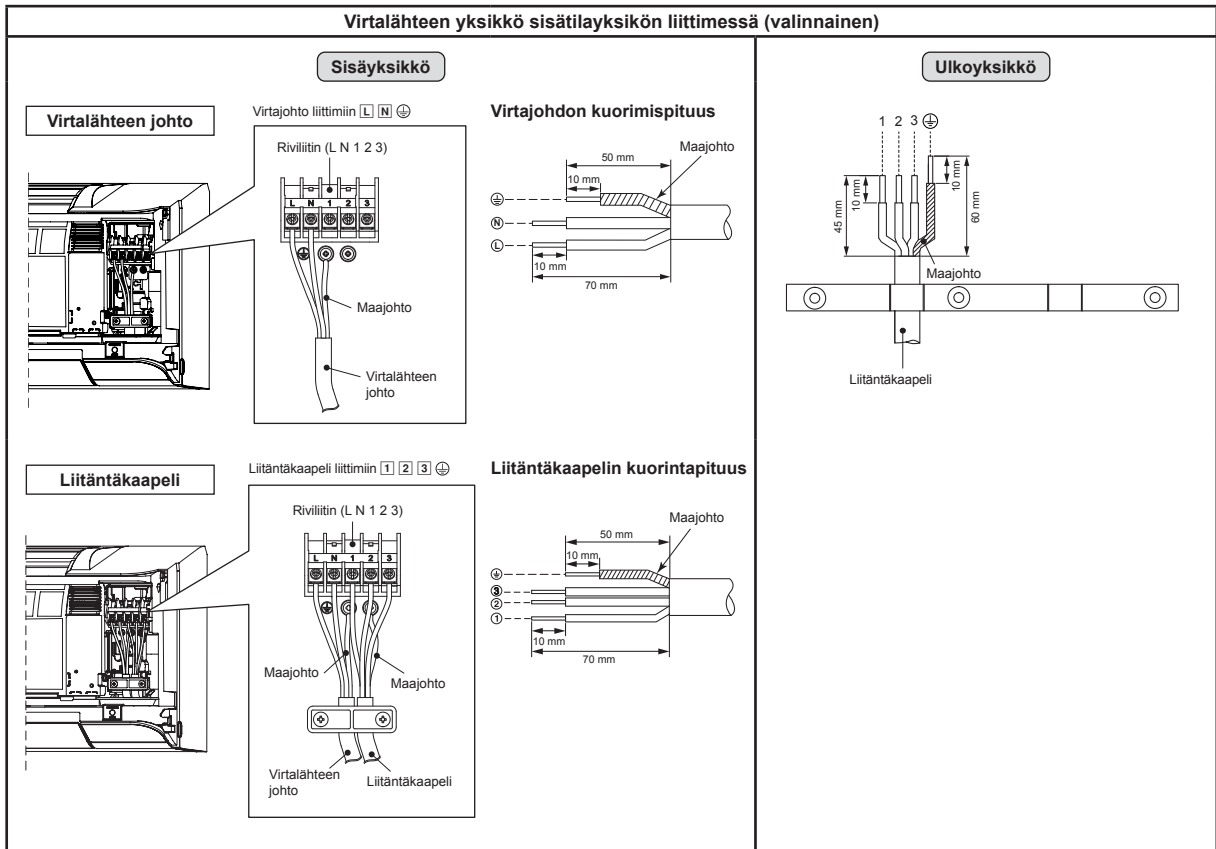 Virtalähteen yksikkö sisätilayksikön liittimessä (valinnainen)
Sisäyksikkö
Virtalähteen johto
Virtajohto liittimiin L N ⏚
Riviliitin (L N 1 2 3)
L N 1 2 3
Maajohto
Virtalähteen
johto
Virtajohdon kuorimispituus
Maajohto
50 mm
10 mm
⏚
N
L
10 mm
70 mm
Liitäntäkaapeli
Liitäntäkaapeli liittimiin 1 2 3 ⏚
Riviliitin (L N 1 2 3)
L N 1 2 3
Maajohto
Maajohto
Virtalähteen
johto
Liitäntäkaapeli
Liitäntäkaapelin kuorintapituus
Maajohto
50 mm
10 mm
⏚
③
②
①
10 mm
70 mm
Ulkoyksikkö
1 2 3 ⏚
10 mm
45 mm
10 mm
60 mm
Maajohto
Liitäntäkaapeli